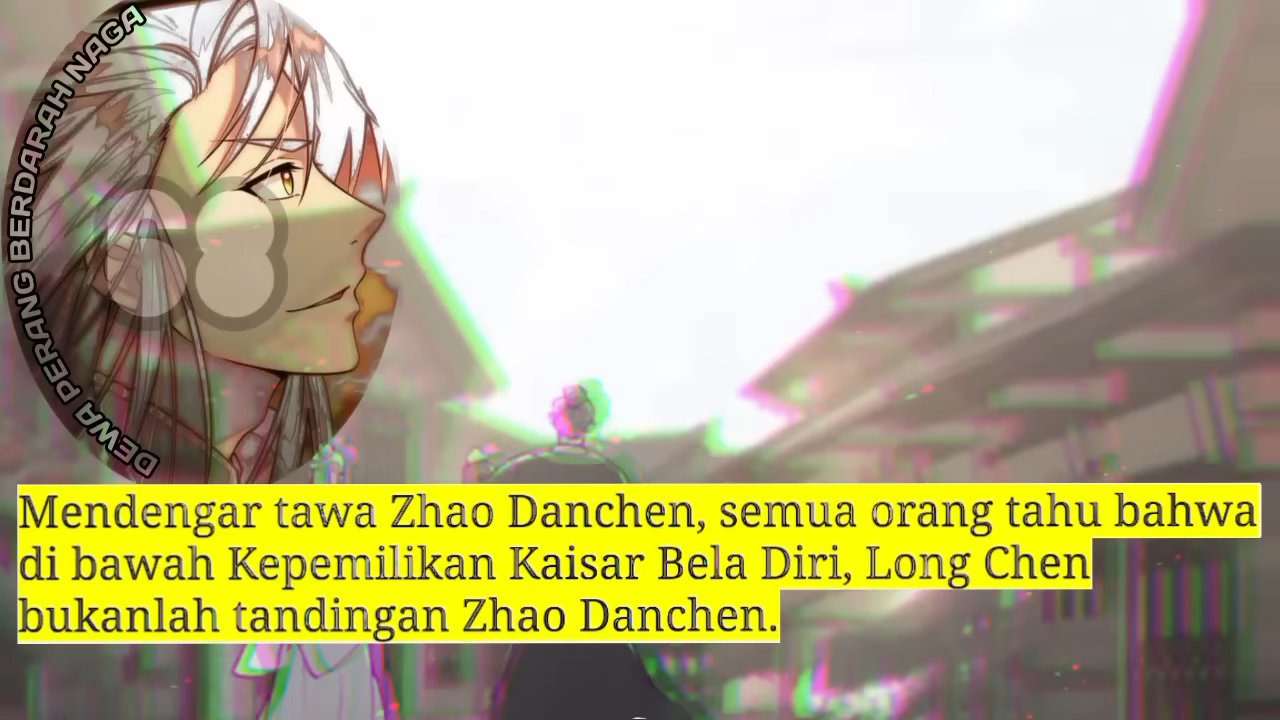 DEWA PERANG BERDARAH NAGA
Mendengar tawa Zhao Danchen, semua orang tahu bahwa
di bawah Kepemilikan Kaisar Bela Diri, Long Chen
bukanlah tandingan Zhao Danchen.